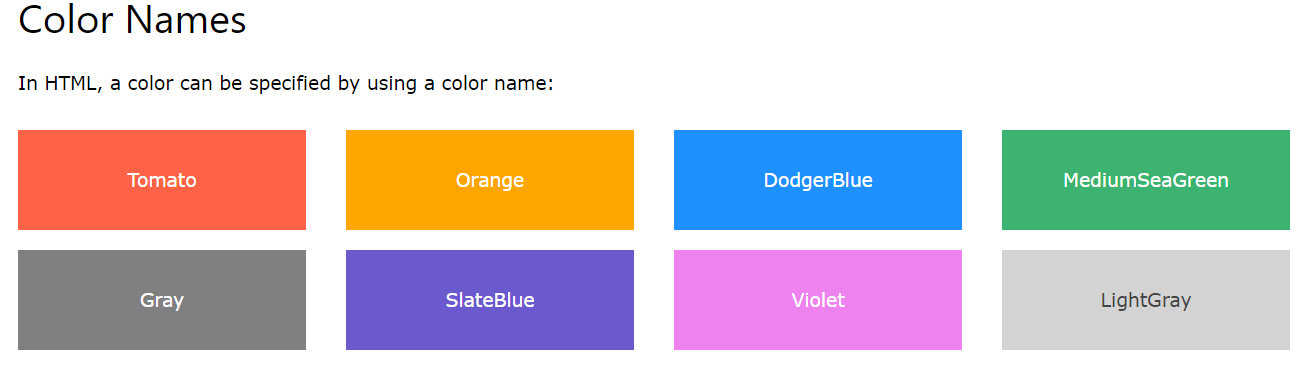 Color Names
In HTML, a color can be specified by using a color name:
Tomato
Orange
DodgerBlue
MediumSeaGreen
Gray
SlateBlue
Violet
LightGray